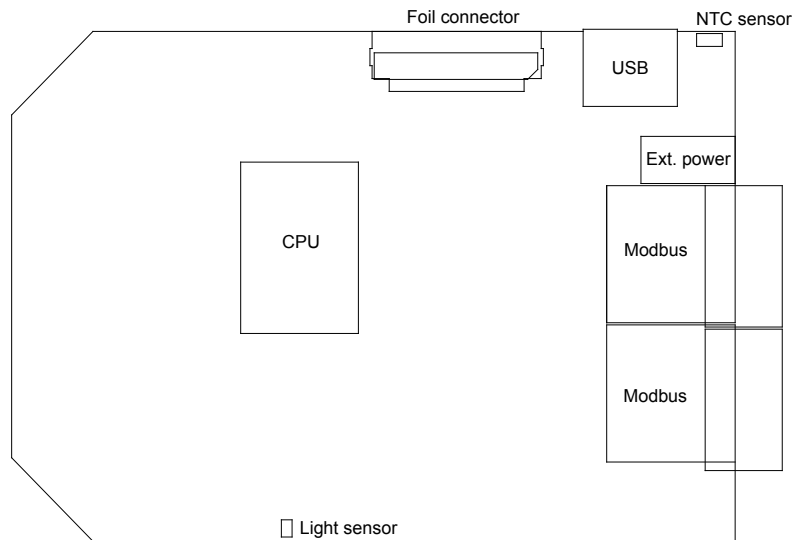 Foil connector
NTC sensor
USB
Ext. power
CPU
Modbus
Modbus
Light sensor